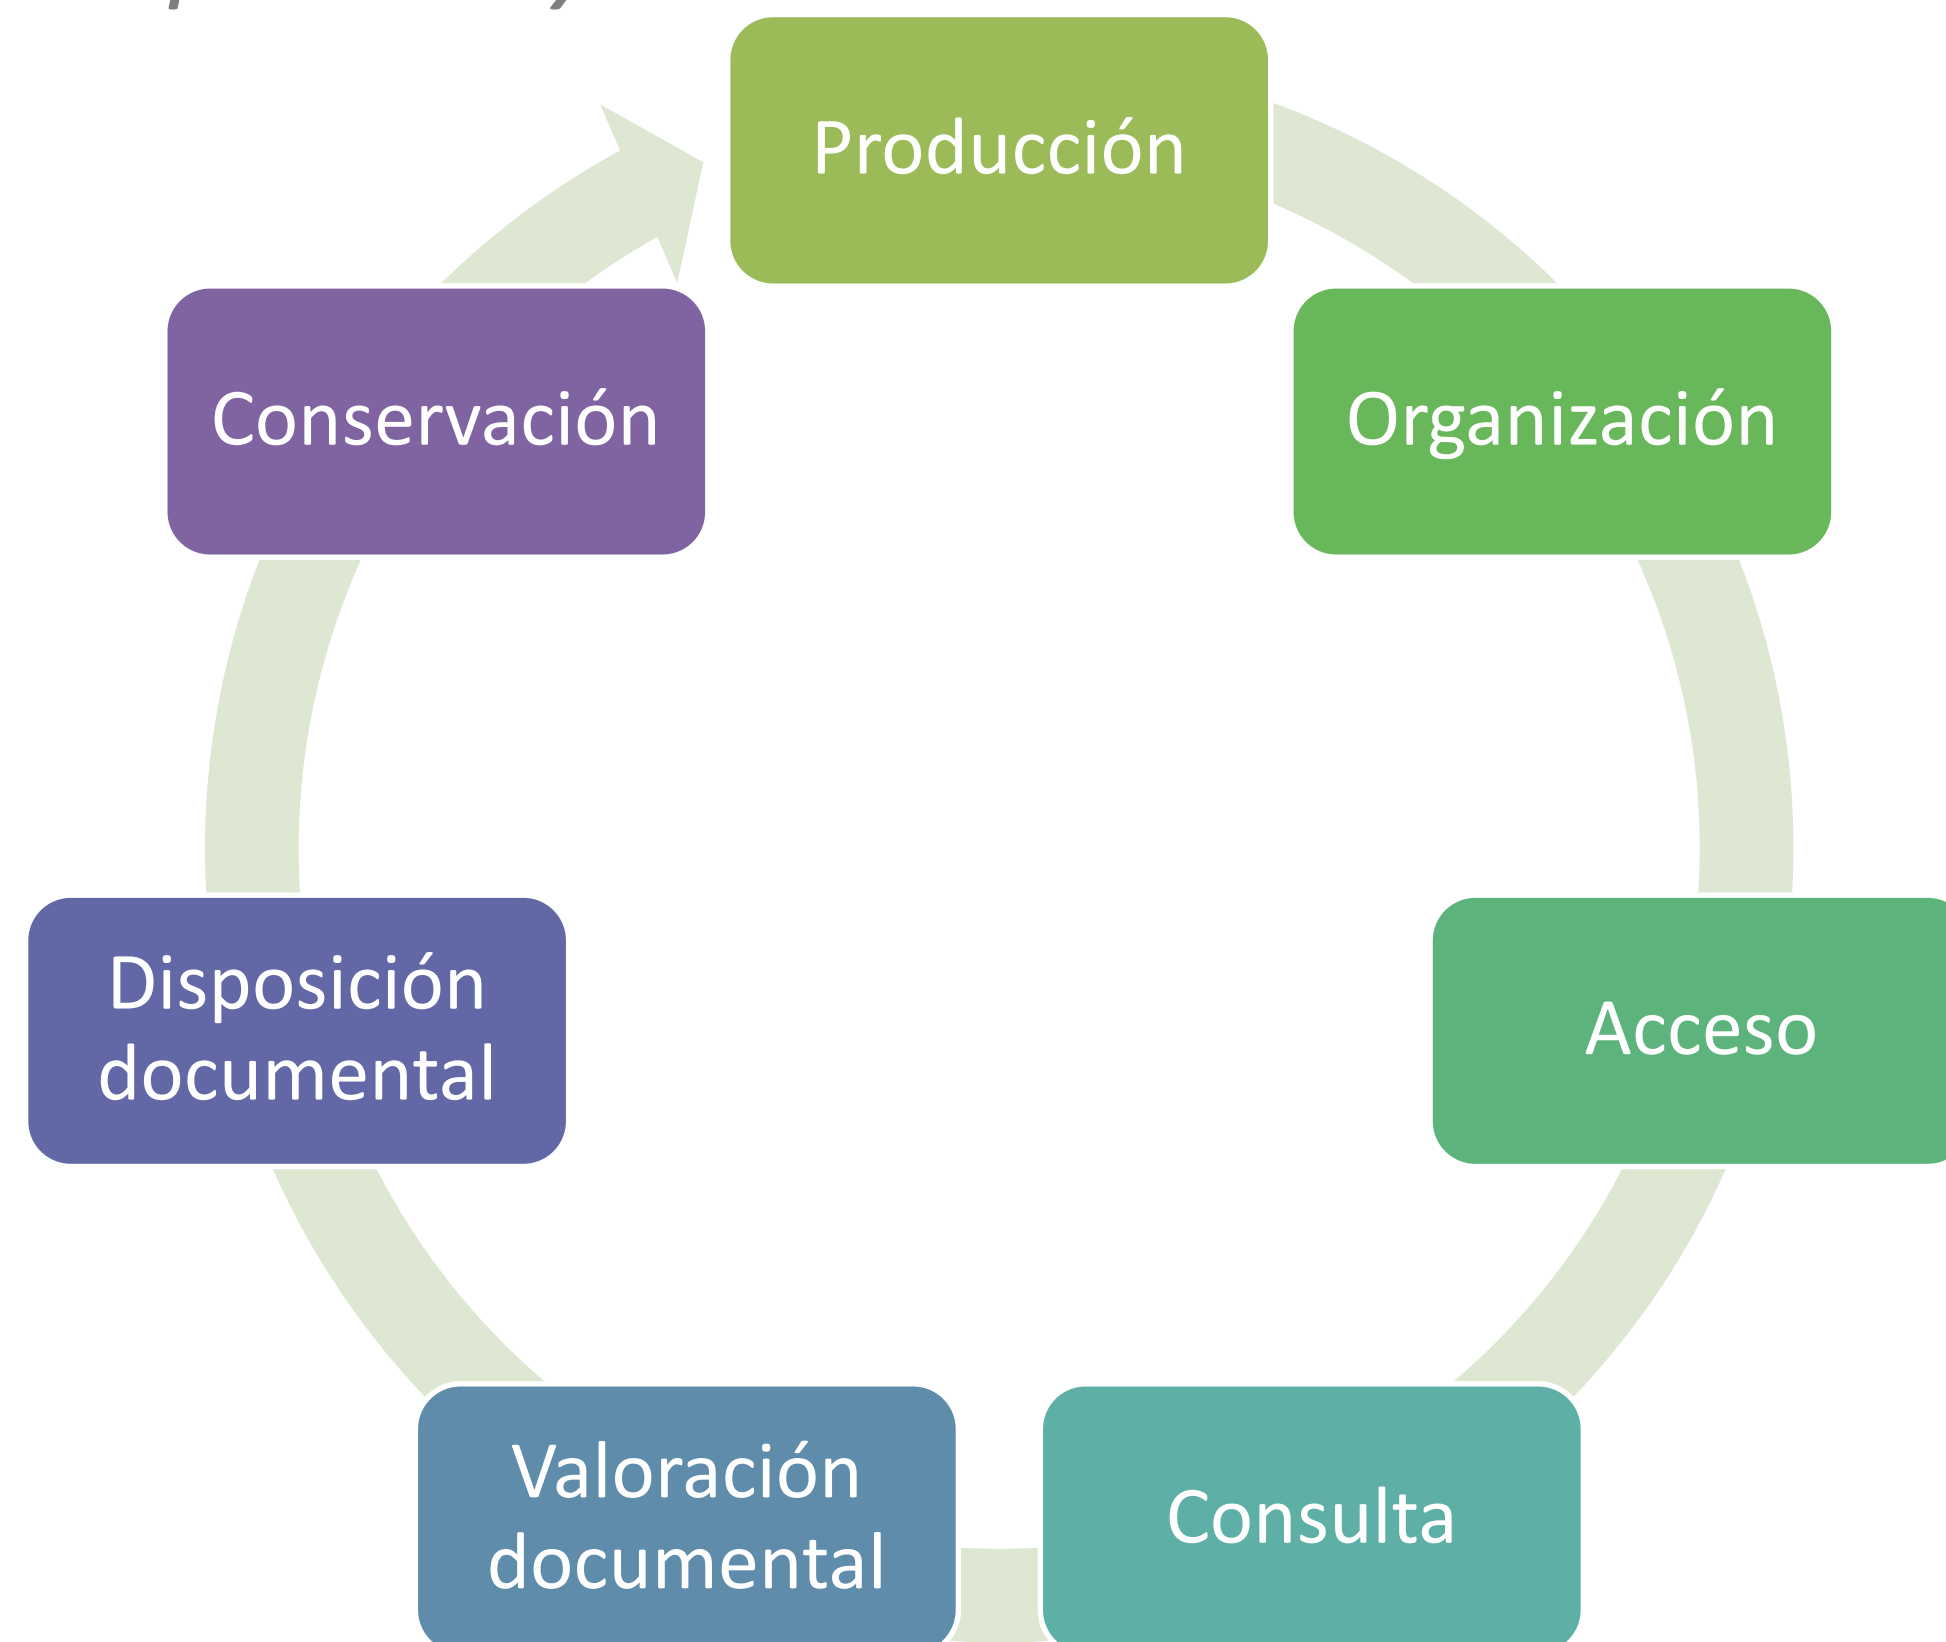 Producción
Organización
Acceso
Consulta
Valoración
documental
Disposición
documental
Conservación